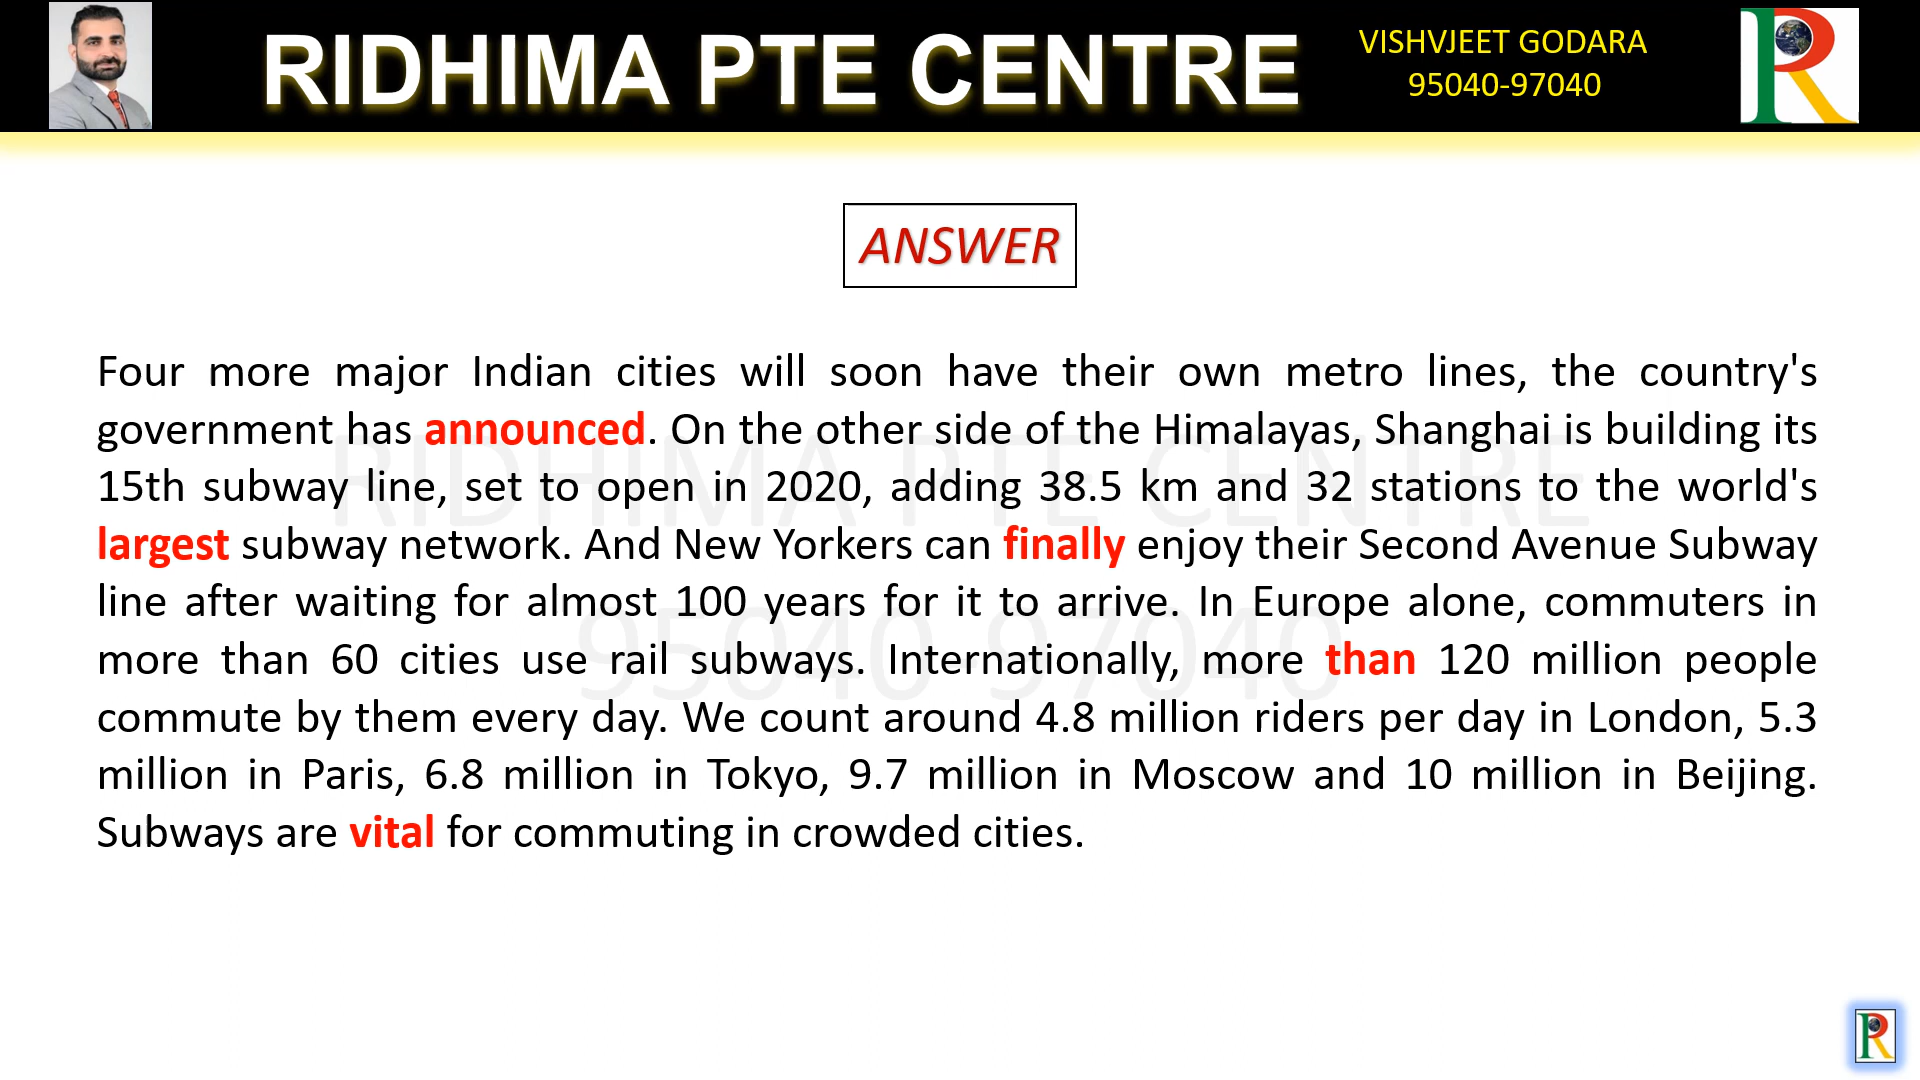 RIDHIMA PTE CENTRE
VISHVJEET GODARA
95040-97040
ANSWER
Four more major Indian cities will soon have their own metro lines, the country's
government has announced. On the other side of the Himalayas, Shanghai is building its
15th subway line, set to open in 2020, adding 38.5 km and 32 stations to the world's
largest subway network. And New Yorkers can finally enjoy their Second Avenue Subway
line after waiting for almost 100 years for it to arrive. In Europe alone, commuters in
more than 60 cities use rail subways. Internationally, more than 120 million people
commute by them every day. We count around 4.8 million riders per day in London, 5.3
million in Paris, 6.8 million in Tokyo, 9.7 million in Moscow and 10 million in Beijing.
Subways are vital for commuting in crowded cities.
RIDHIMA PTE CENTRE
95040-97040